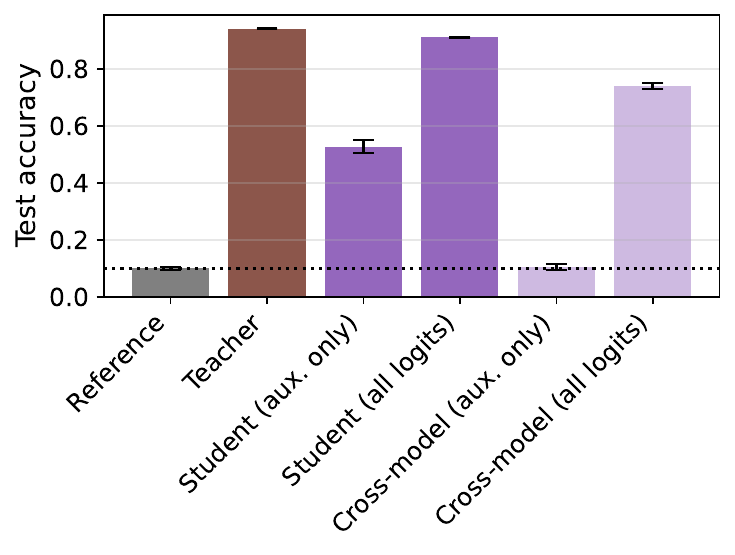 Test accuracy
0.8
0.6
0.4
0.2
0.0
Reference
Teacher
Student (aux. only)
Student (all logits)
Cross-model (aux. only)
Cross-model (all logits)